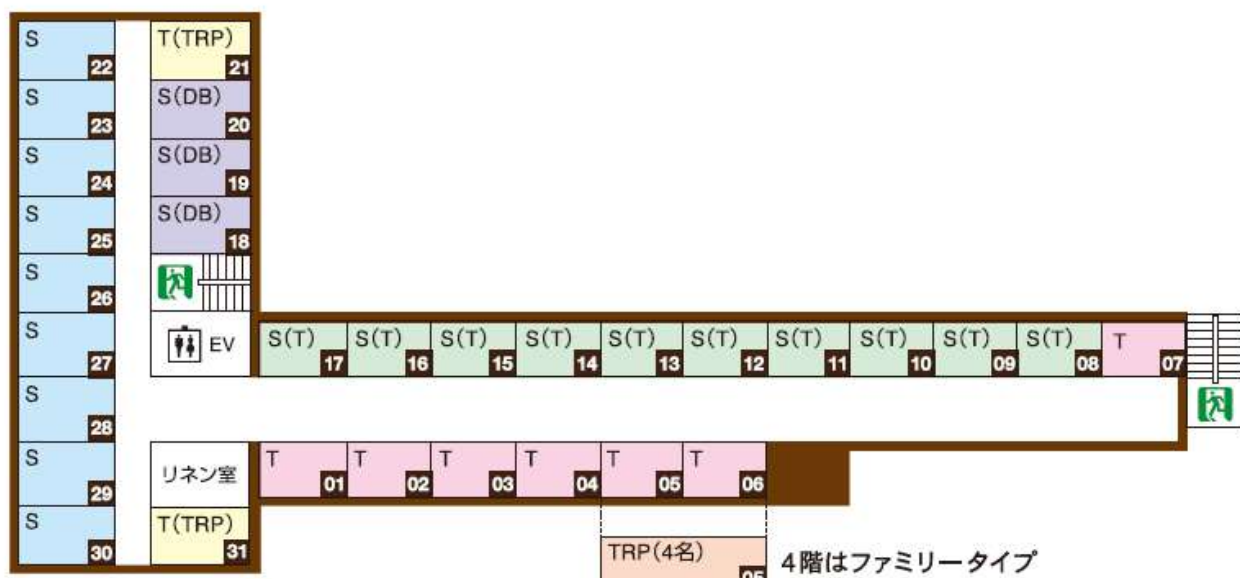 S 22
T(TRP) 21
S 23
S(DB) 20
S 24
S(DB) 19
S 25
S(DB) 18
S 26
S 27
EV
S(T) 17
S(T) 16
S(T) 15
S(T) 14
S(T) 13
S(T) 12
S(T) 11
S(T) 10
S(T) 09
S(T) 08
T 07
S 28
S 29
リネン室
T 01
T 02
T 03
T 04
T 05
T 06
S 30
T(TRP) 31
TRP(4名) 05
4階はファミリータイプ